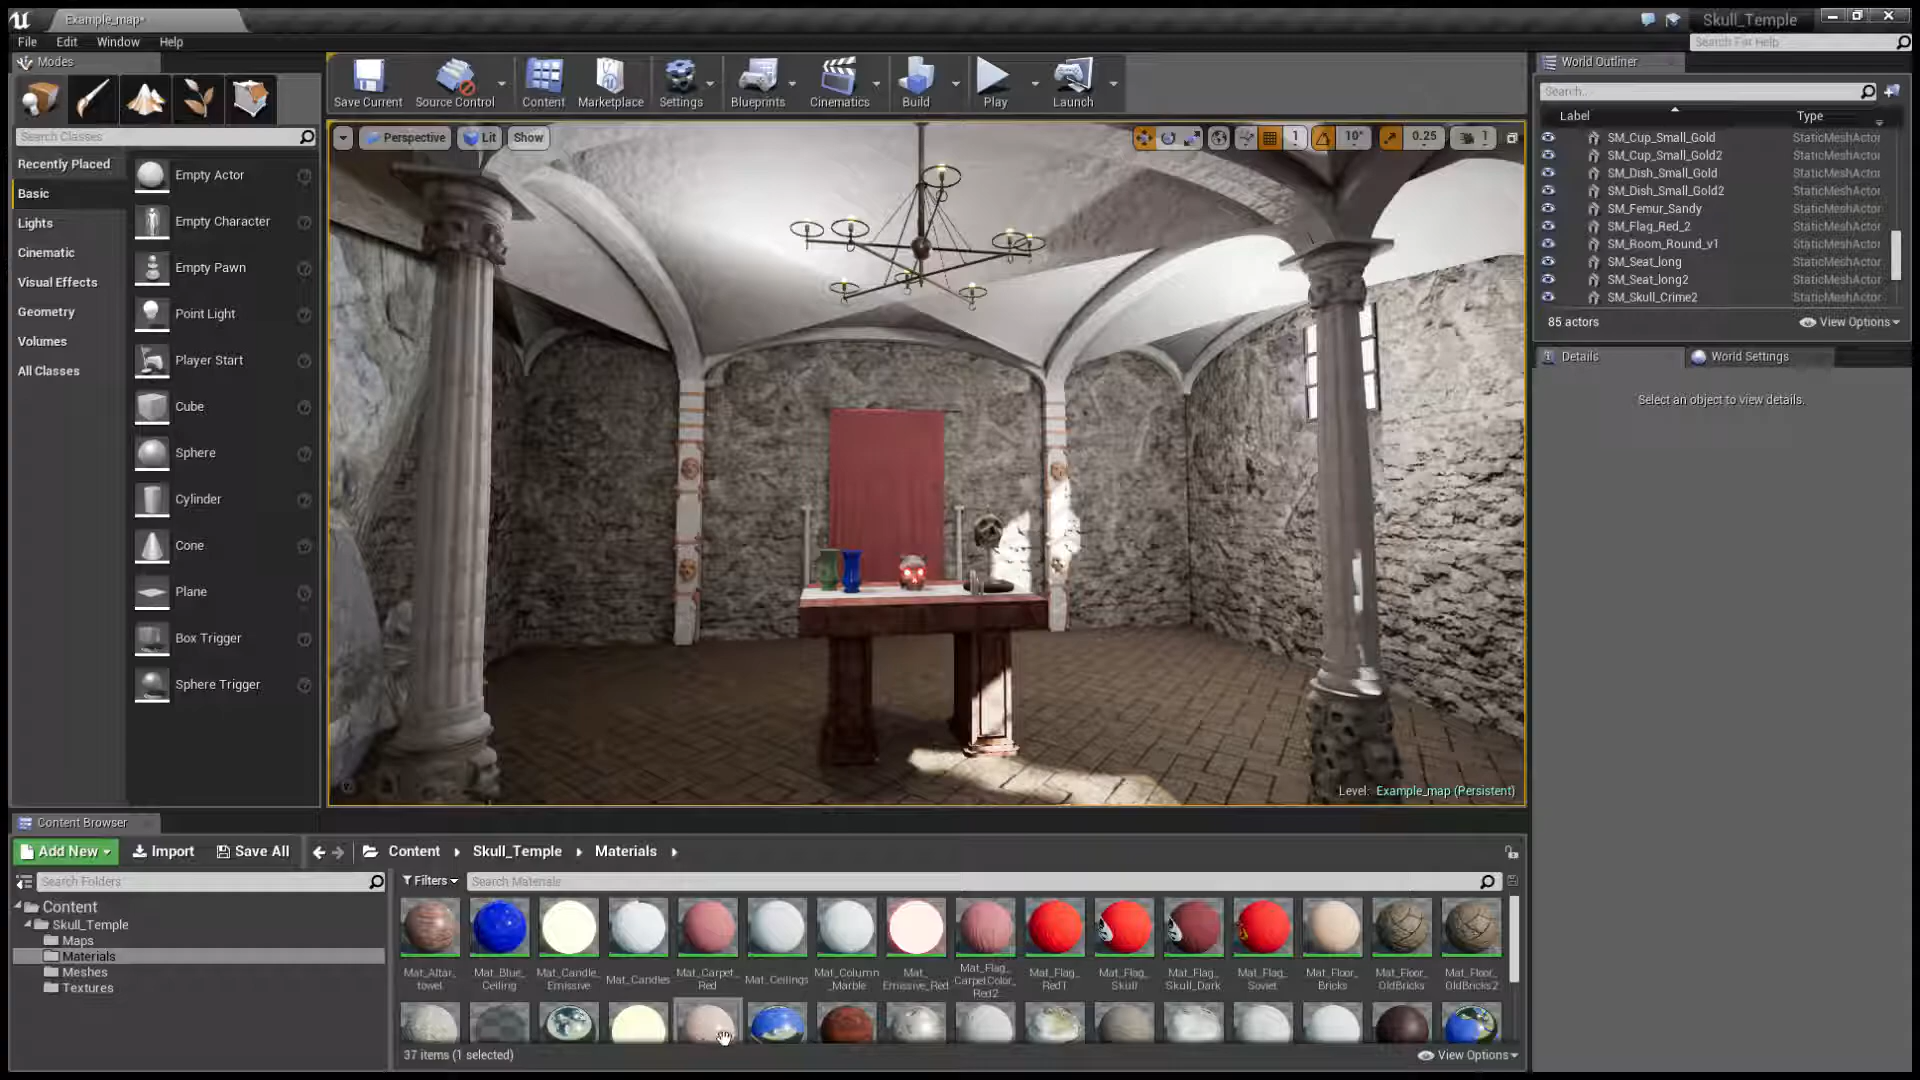 Example_map*
Skull_Temple
File Edit Window Help
Search For Help
Modes
Search Classes
Recently Placed
Basic
Lights
Cinematic
Visual Effects
Geometry
Volumes
All Classes
Empty Actor
Empty Character
Empty Pawn
Point Light
Player Start
Cube
Sphere
Cylinder
Cone
Plane
Box Trigger
Sphere Trigger
Save Current Source Control Content Marketplace Settings Blueprints Cinematics Build Play Launch
Perspective Lit Show
1 10° 0.25 1
Level: Example_map (Persistent)
World Outliner
Search...
Label Type
SM_Cup_Small_Gold StaticMeshActor
SM_Cup_Small_Gold2 StaticMeshActor
SM_Dish_Small_Gold StaticMeshActor
SM_Dish_Small_Gold2 StaticMeshActor
SM_Femur_Sandy StaticMeshActor
SM_Flag_Red_2 StaticMeshActor
SM_Room_Round_v1 StaticMeshActor
SM_Seat_long StaticMeshActor
SM_Seat_long2 StaticMeshActor
SM_Skull_Crime2 StaticMeshActor
85 actors View Options
Details World Settings
Select an object to view details.
Content Browser
Add New Import Save All Content Skull_Temple Materials
Search Folders
Content
Skull_Temple
Maps
Materials
Meshes
Textures
Filters Search Materials
Mat_Altar_towel
Mat_Blue_Ceiling
Mat_Candle_Emissive
Mat_Candles
Mat_Carpet_Red
Mat_Ceilings
Mat_Column_Marble
Mat_Emissive_Red
Mat_Flag_CarpetColor_Red2
Mat_Flag_Red1
Mat_Flag_Skull
Mat_Flag_Skull_Dark
Mat_Flag_Soviet
Mat_Floor_Bricks
Mat_Floor_OldBricks
Mat_Floor_OldBricks2
37 items (1 selected) View Options